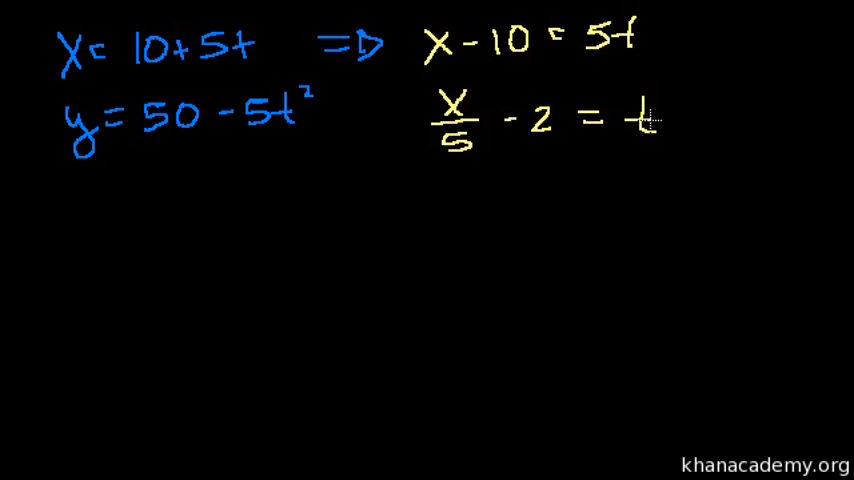 x = 10 + 5t ⇒ x - 10 = 5t
y = 50 - 5t² x/5 - 2 = t
khanacademy.org